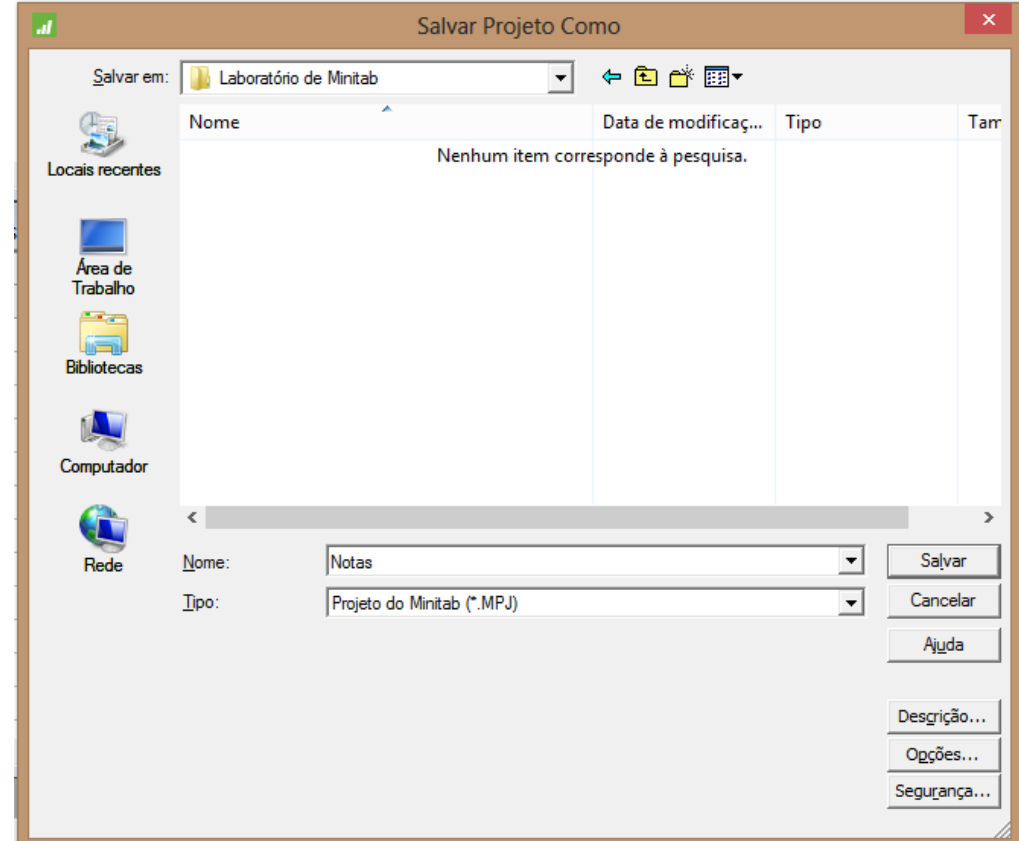 Salvar Projeto Como
Salvar em:
Laboratório de Minitab
Nome
Data de modificaç...
Tipo
Tam
Nenhum item corresponde à pesquisa.
Locais recentes
Área de
Trabalho
Bibliotecas
Computador
Rede
Nome:
Notas
Salvar
Tipo:
Projeto do Minitab (*.MPJ)
Cancelar
Ajuda
Descrição...
Opções...
Segurança...